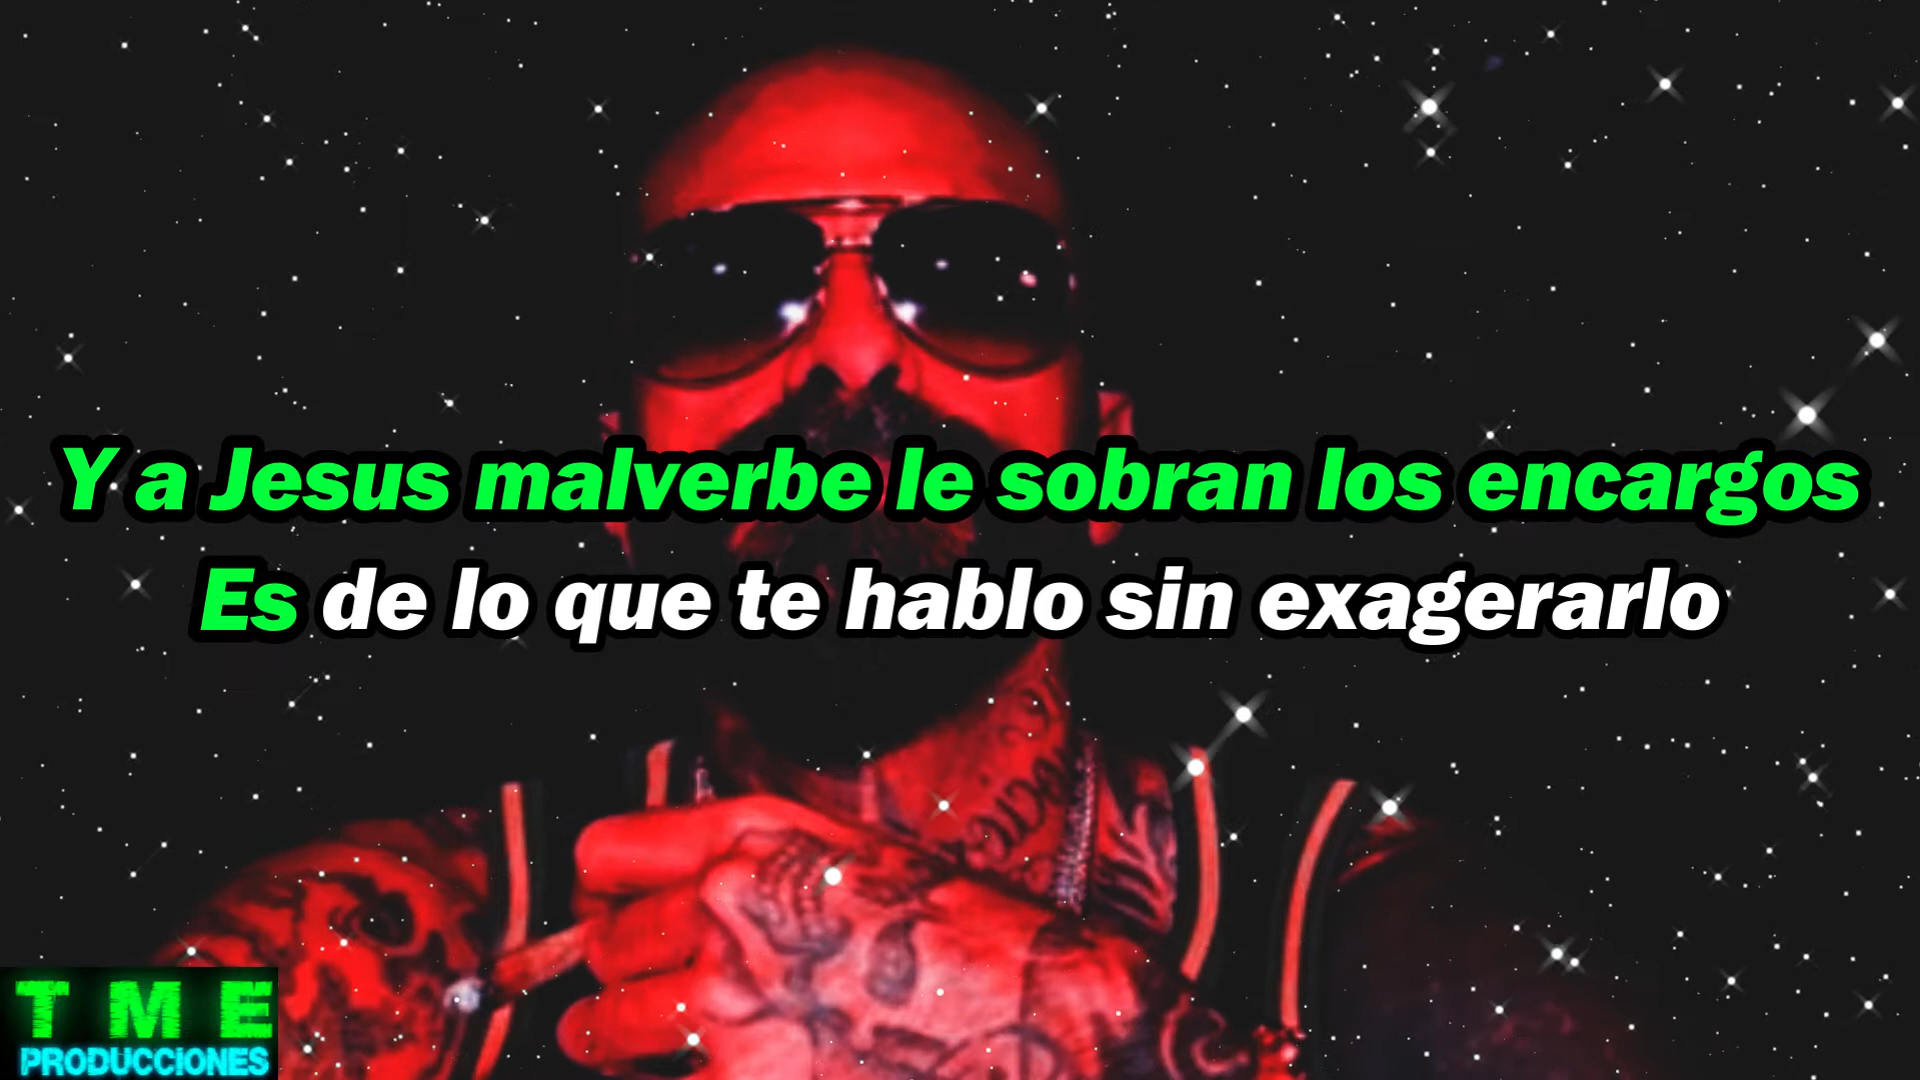 Y a Jesus malverbe le sobran los encargos
Es de lo que te hablo sin exagerarlo
T M E
PRODUCCIONES